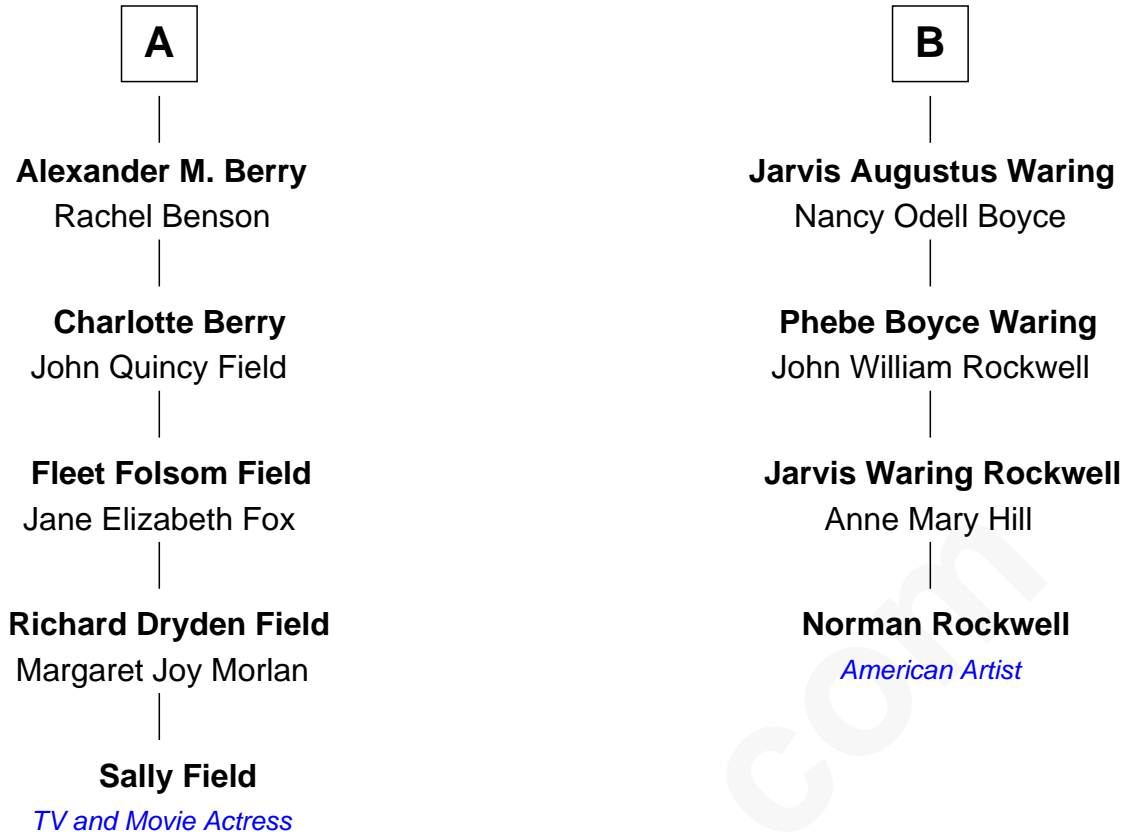 A
Alexander M. Berry
Rachel Benson
Charlotte Berry
John Quincy Field
Fleet Folsom Field
Jane Elizabeth Fox
Richard Dryden Field
Margaret Joy Morlan
Sally Field
TV and Movie Actress
B
Jarvis Augustus Waring
Nancy Odell Boyce
Phebe Boyce Waring
John William Rockwell
Jarvis Waring Rockwell
Anne Mary Hill
Norman Rockwell
American Artist
com